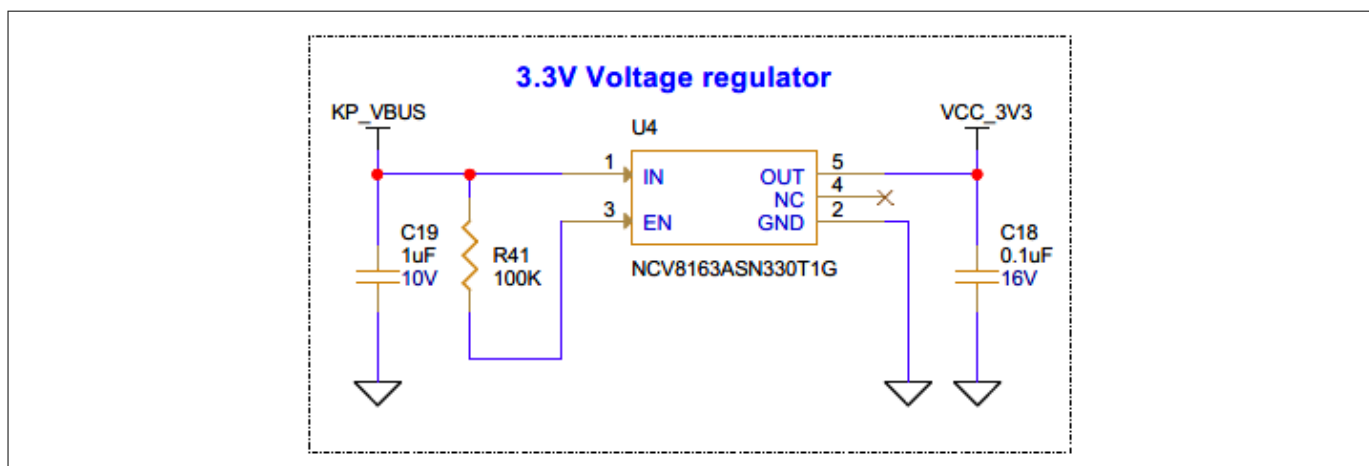 3.3V Voltage regulator
KP_VBUS
VCC_3V3
U4
1
IN
OUT
5
NC
4
3
EN
GND
2
C19
1uF
10V
R41
100K
NCV8163ASN330T1G
C18
0.1uF
16V